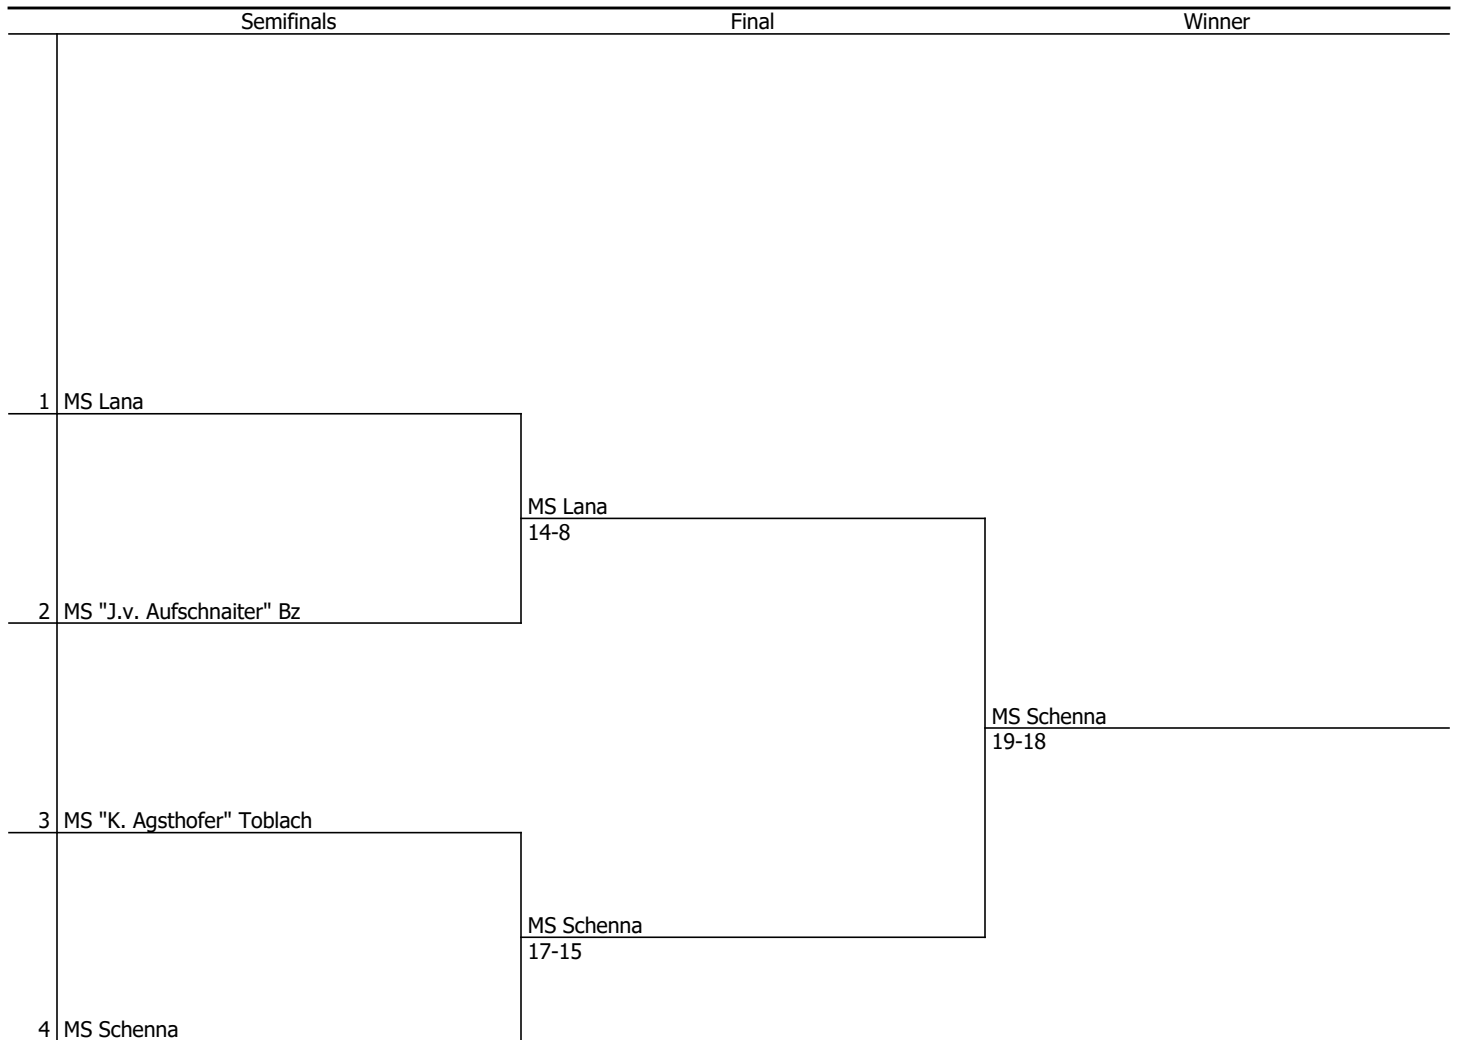 Semifinals Final Winner
1 MS Lana
MS Lana
14-8
2 MS "J.v. Aufschnaiter" Bz
MS Schenna
19-18
3 MS "K. Agsthofer" Toblach
MS Schenna
17-15
4 MS Schenna